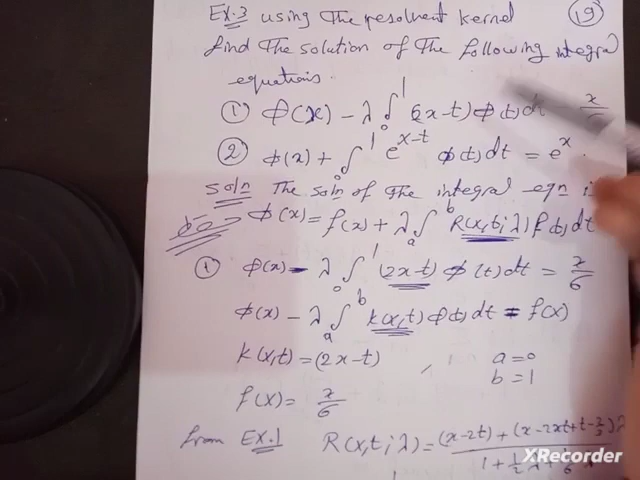 Ex.3 using The resolvent kernel (19)
find The solution of The following integral
equations.
① ϕ(x) - λ ∫₀¹ (2x-t) ϕ(t) dt = x/6
② ϕ(x) + ∫₀¹ e^{x-t} ϕ(t) dt = e^x.
soln The soln of The integral eqn is
ϕ(x) = f(x) + λ ∫ₐᵇ R(x,t;λ) f(t) dt
① ϕ(x) - λ ∫₀¹ (2x-t) ϕ(t) dt = x/6
ϕ(x) - λ ∫ₐᵇ k(x,t) ϕ(t) dt = f(x)
k(x,t) = (2x-t) , a = 0
b = 1
f(x) = x/6
from Ex.1 R(x,t;λ) = (x-2t) + (x-2xt+t-2/3)λ
1 + 1/2 λ + 6
XRecorder